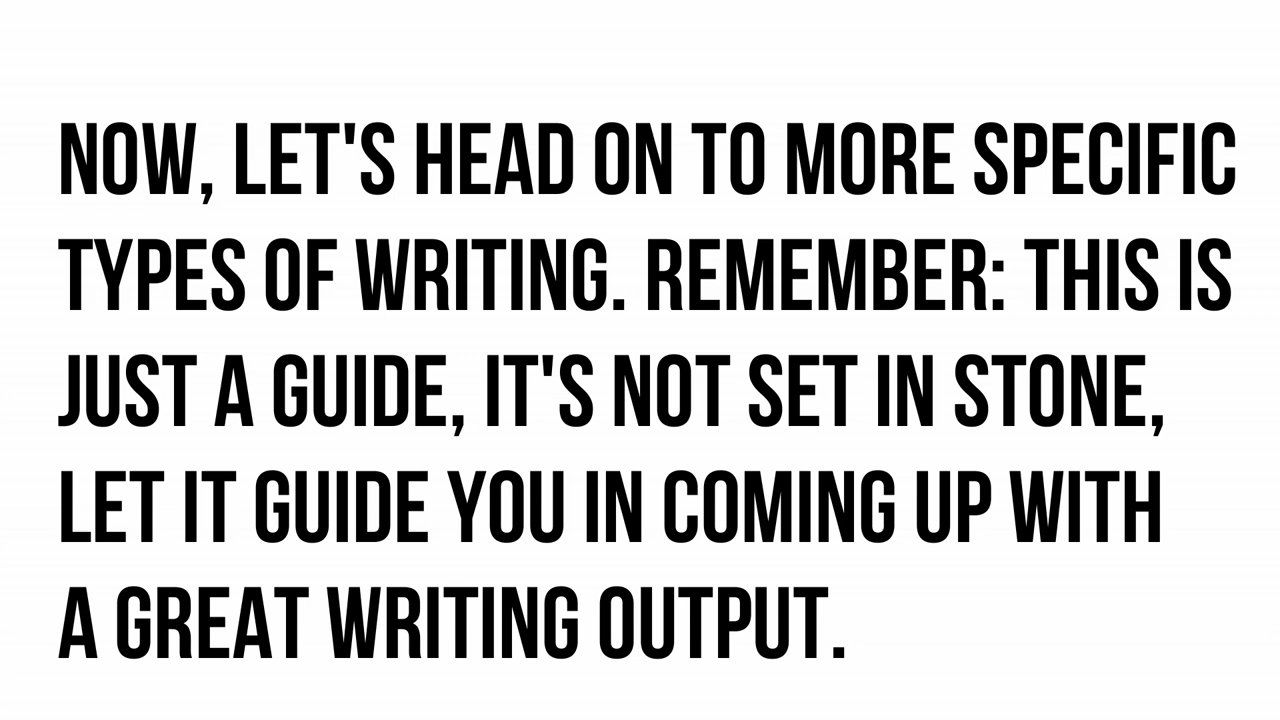 NOW, LET'S HEAD ON TO MORE SPECIFIC
TYPES OF WRITING. REMEMBER: THIS IS
JUST A GUIDE, IT'S NOT SET IN STONE,
LET IT GUIDE YOU IN COMING UP WITH
A GREAT WRITING OUTPUT.